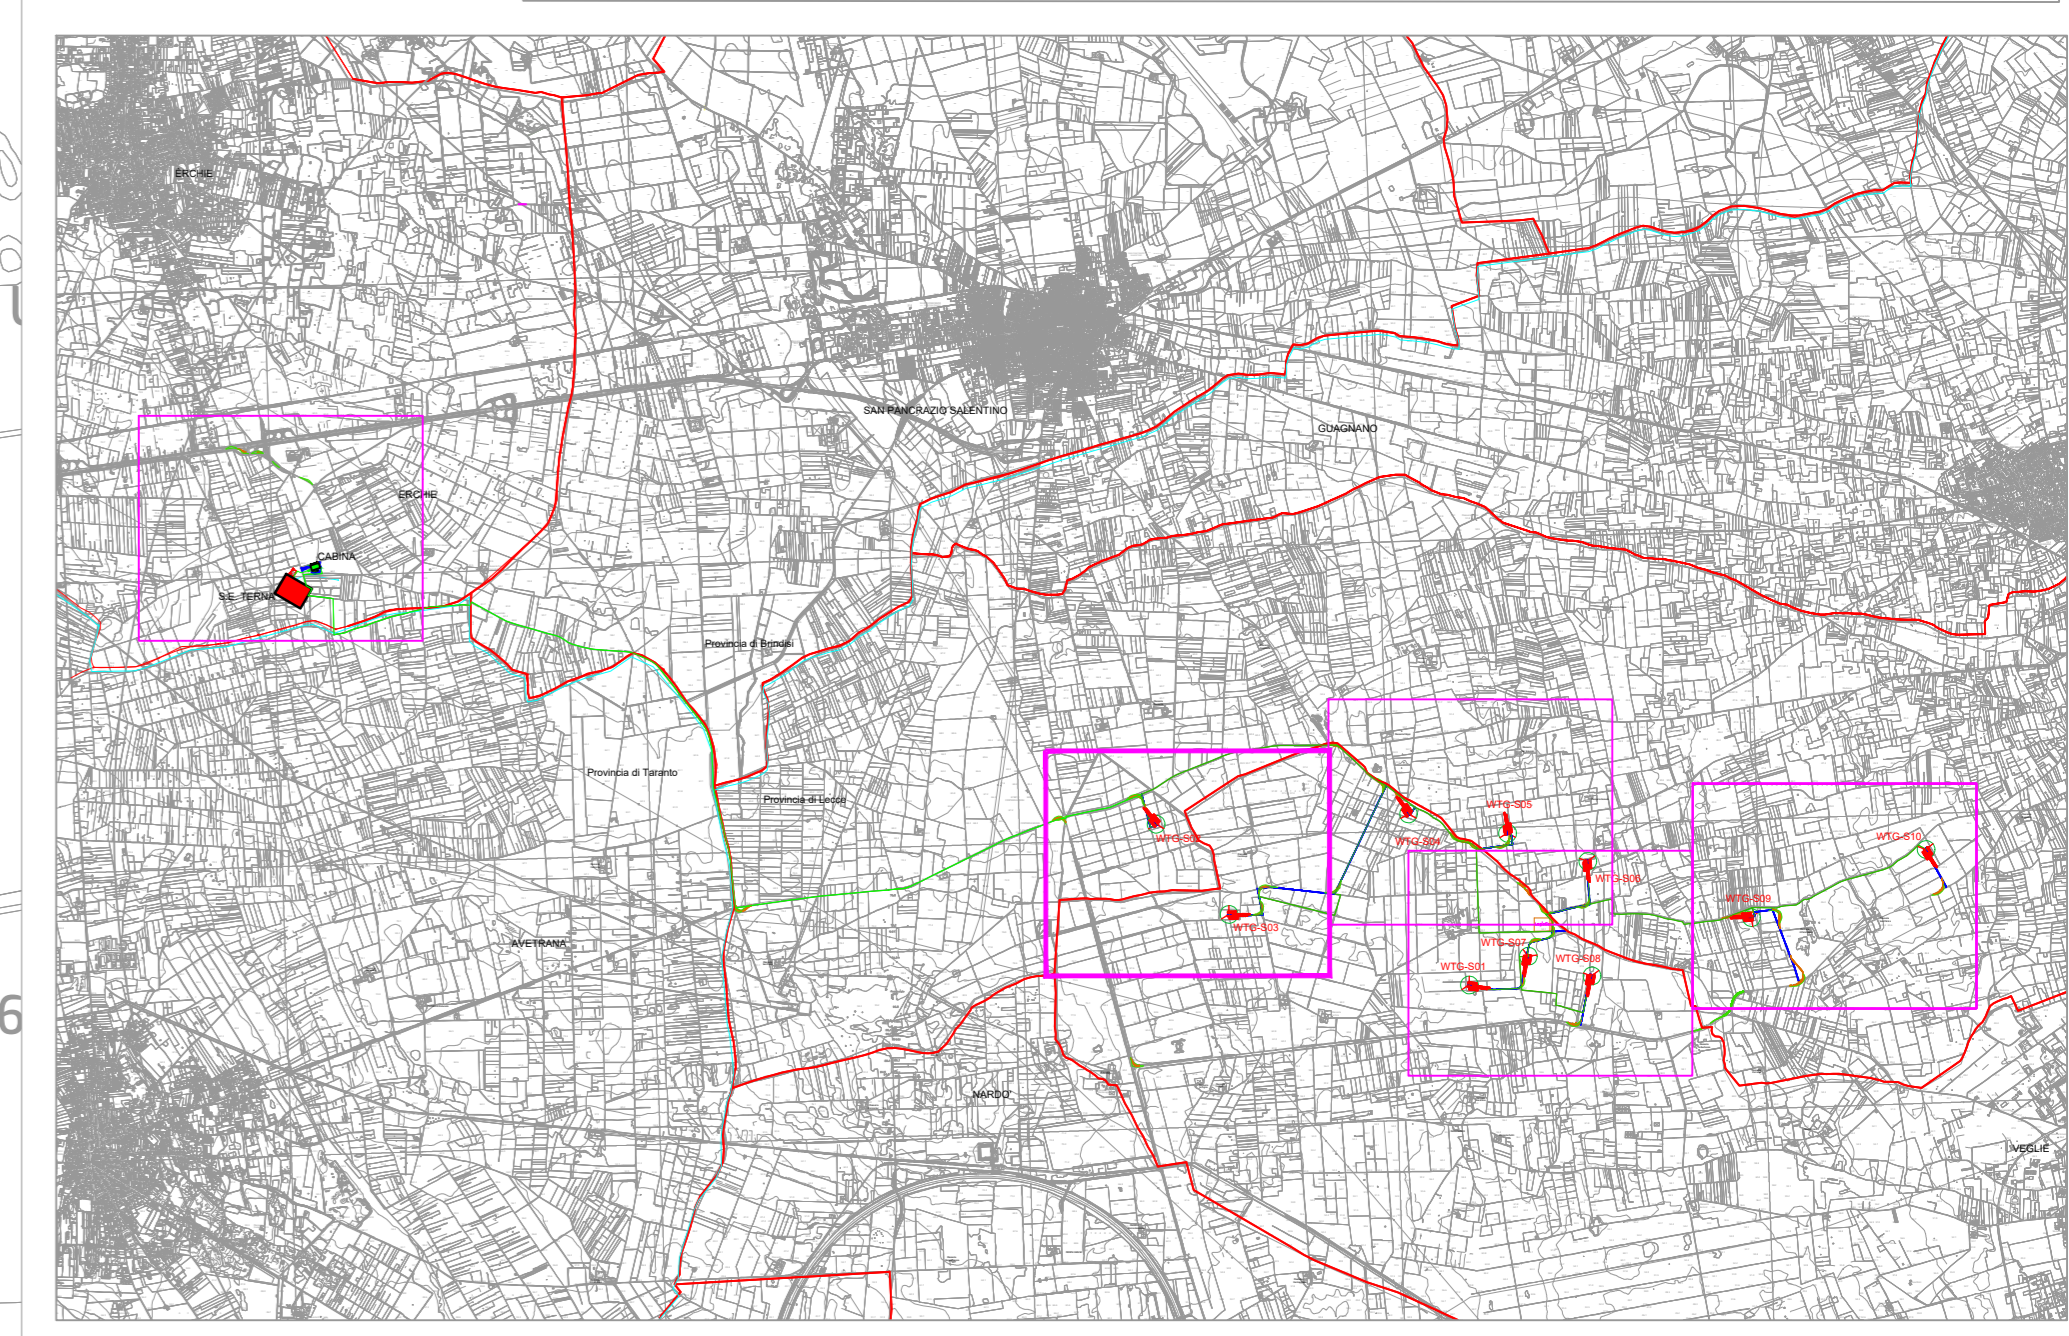 ERCHIE
SAN PANCRAZIO SALENTINO
GUAGNANO
ERCHIE
CABINA
S.E. TERNA
Provincia di Brindisi
Provincia di Taranto
Provincia di Lecce
WTG-S05
WTG-S04
WTG-S10
WTG-S06
WTG-S09
WTG-S03
AVETRANA
WTG-S07
WTG-S08
WTG-S01
NARDO'
VEGLIE
6